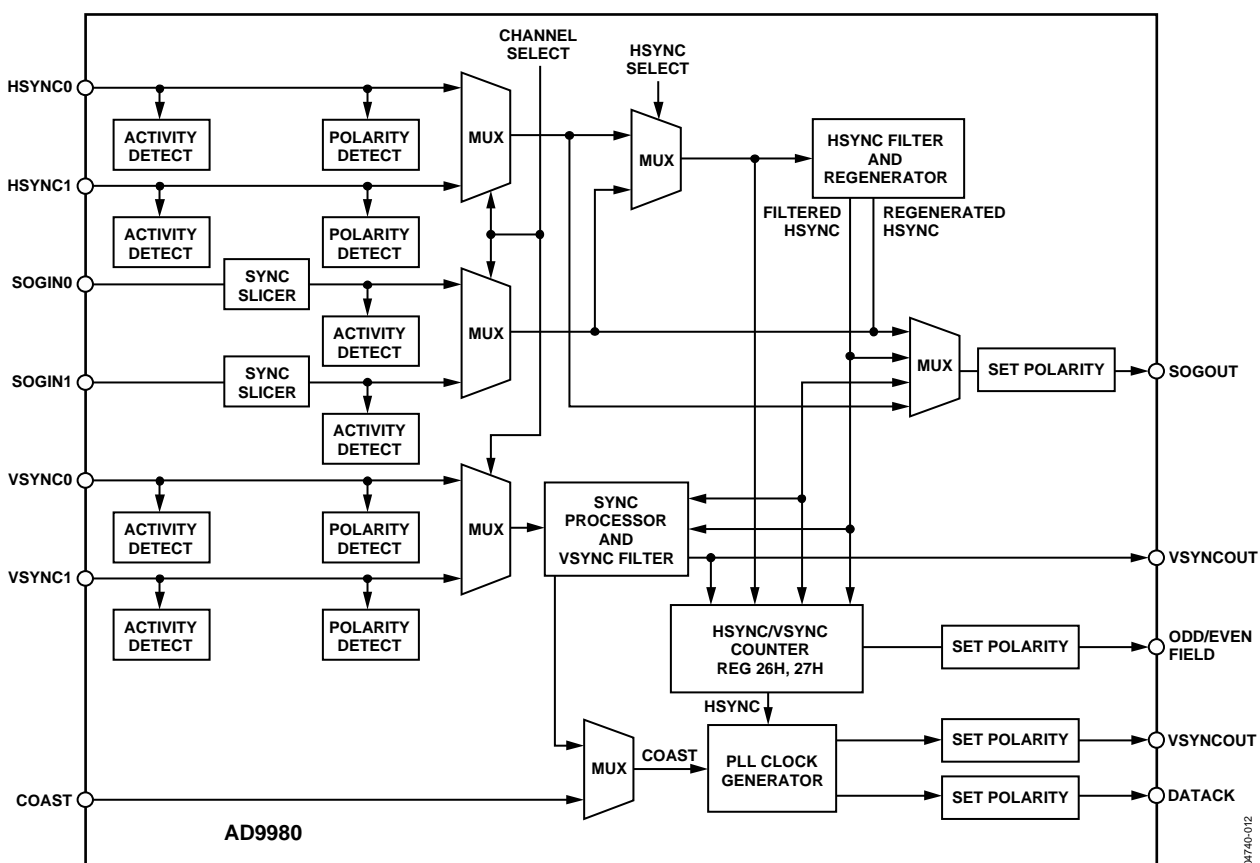 CHANNEL
SELECT
HSYNC
SELECT
HSYNC0
ACTIVITY
DETECT
POLARITY
DETECT
MUX
MUX
HSYNC FILTER
AND
REGENERATOR
HSYNC1
ACTIVITY
DETECT
POLARITY
DETECT
FILTERED
HSYNC
REGENERATED
HSYNC
SOGIN0
SYNC
SLICER
ACTIVITY
DETECT
MUX
SOGIN1
SYNC
SLICER
ACTIVITY
DETECT
MUX
SET POLARITY
SOGOUT
VSYNC0
ACTIVITY
DETECT
POLARITY
DETECT
MUX
SYNC
PROCESSOR
AND
VSYNC FILTER
VSYNCOUT
VSYNC1
ACTIVITY
DETECT
POLARITY
DETECT
HSYNC/VSYNC
COUNTER
REG 26H, 27H
SET POLARITY
ODD/EVEN
FIELD
HSYNC
MUX
COAST
PLL CLOCK
GENERATOR
SET POLARITY
VSYNCOUT
SET POLARITY
DATACK
COAST
AD9980
04740-012